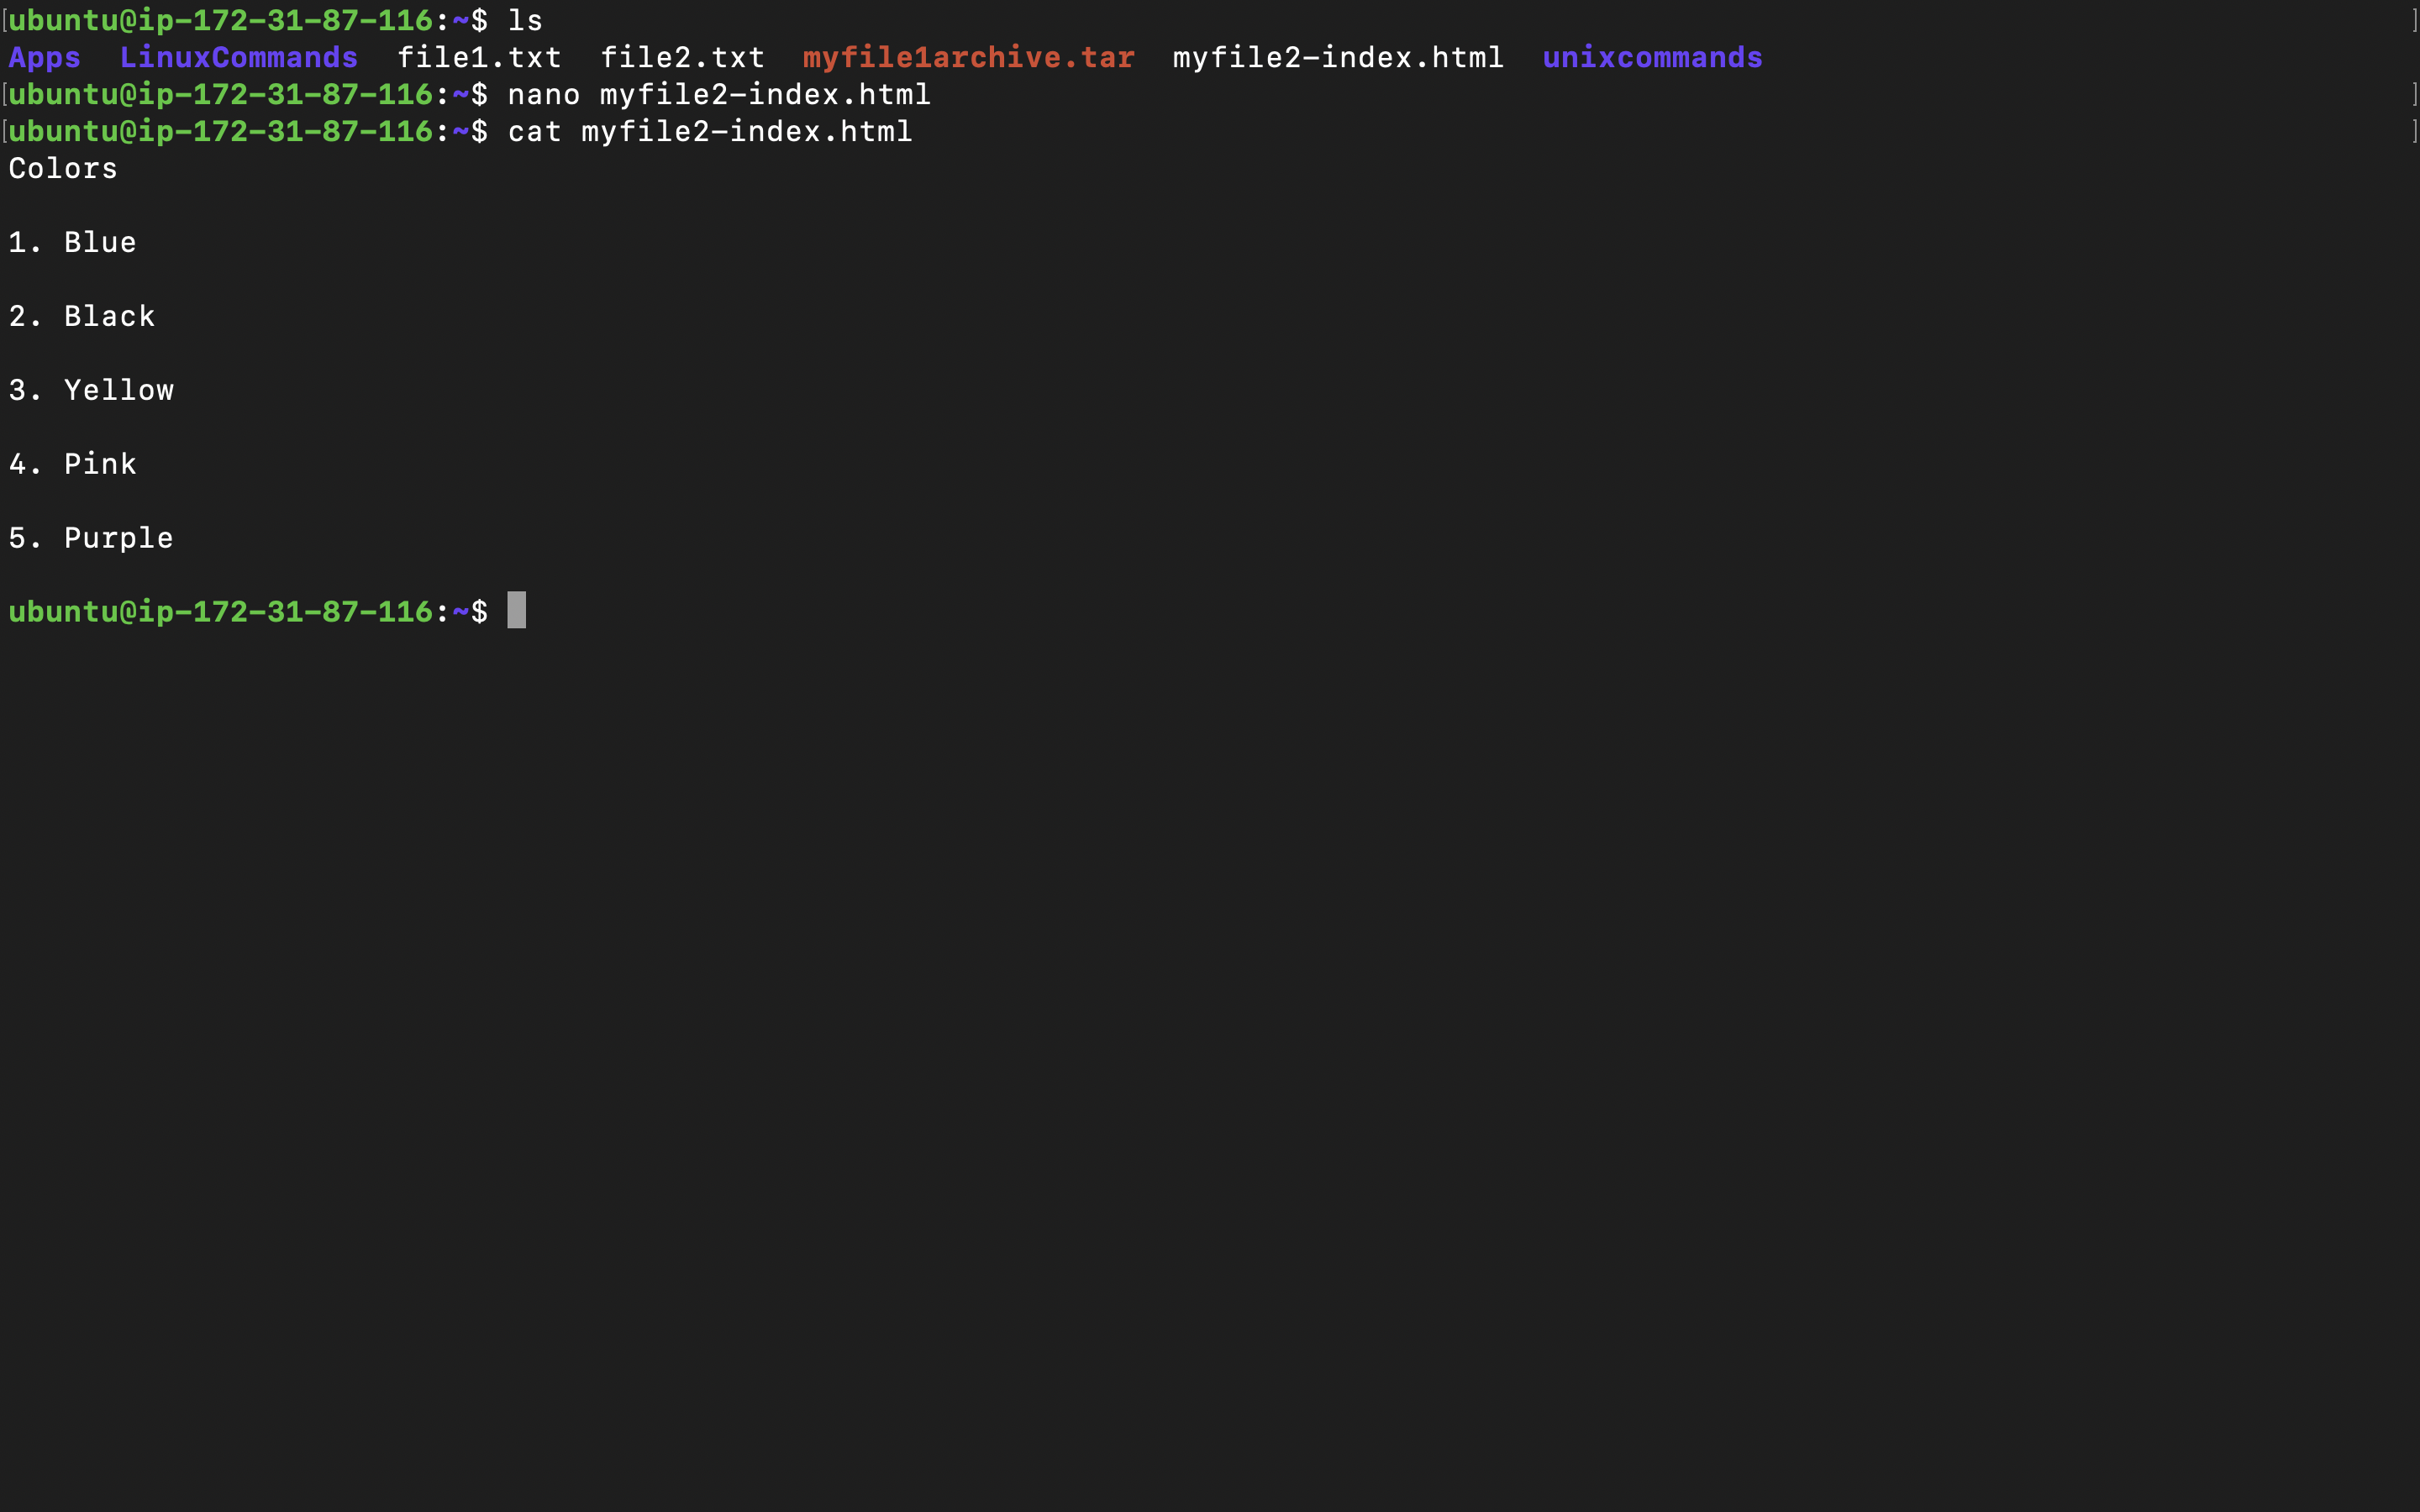 [ubuntu@ip-172-31-87-116:~$ ls ]
Apps  LinuxCommands  file1.txt  file2.txt  myfile1archive.tar  myfile2-index.html  unixcommands
[ubuntu@ip-172-31-87-116:~$ nano myfile2-index.html ]
[ubuntu@ip-172-31-87-116:~$ cat myfile2-index.html ]
Colors
1. Blue
2. Black
3. Yellow
4. Pink
5. Purple
ubuntu@ip-172-31-87-116:~$